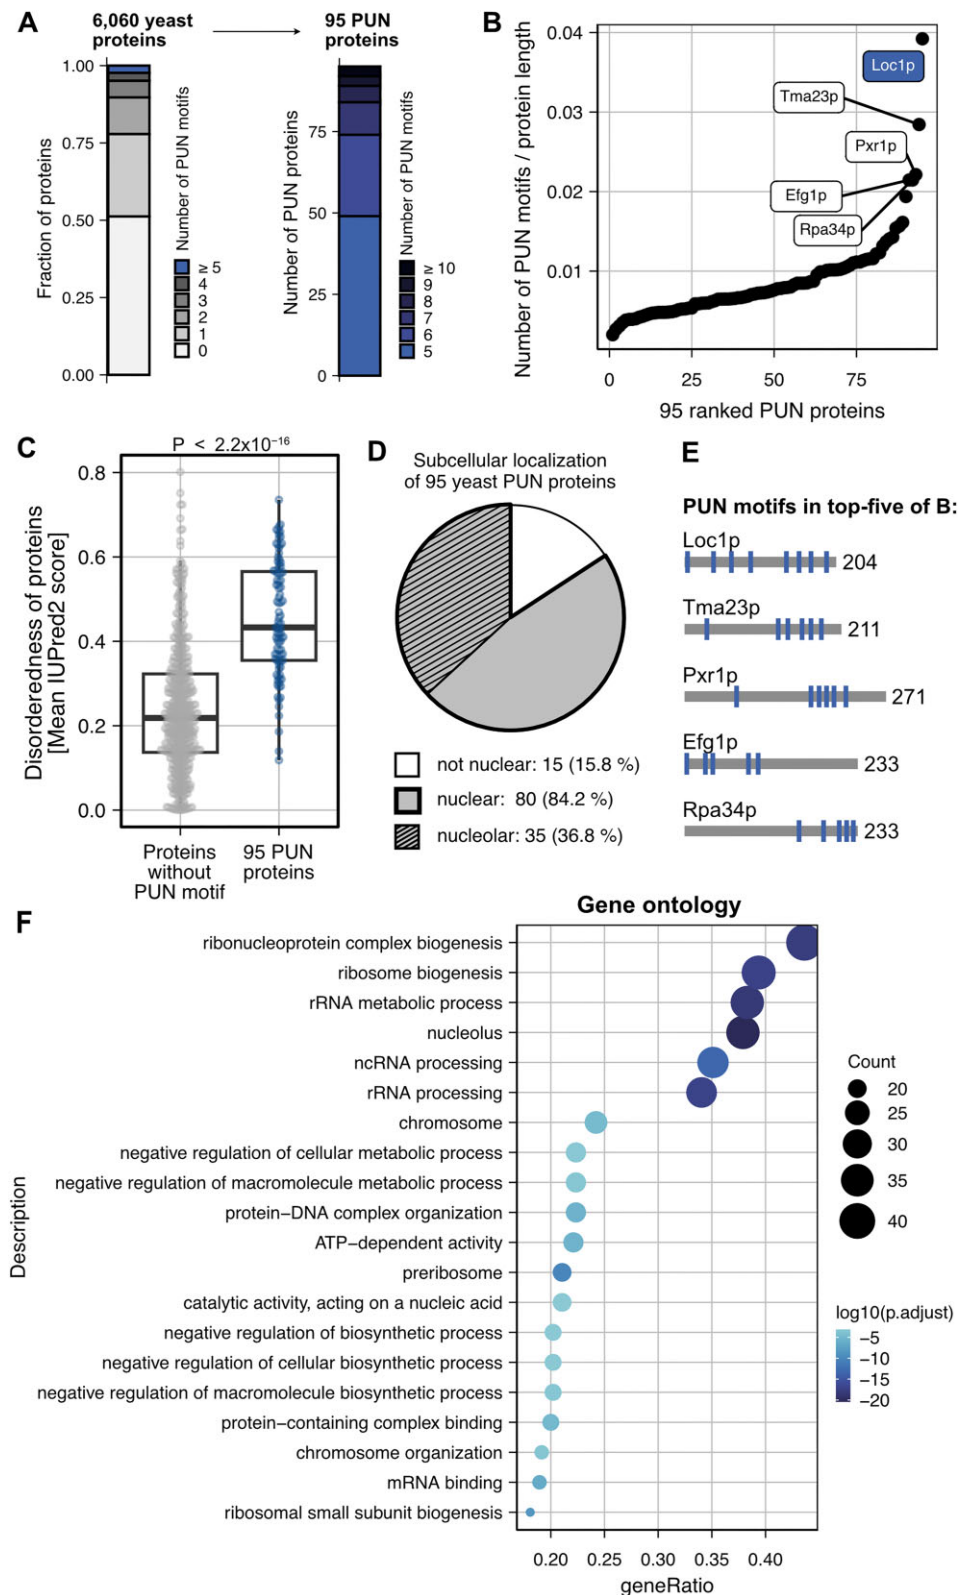 A
6,060 yeast
proteins
95 PUN
proteins
Fraction of proteins
1.00
0.75
0.50
0.25
0.00
Number of PUN motifs
≥ 5
4
3
2
1
0
Number of PUN proteins
75
50
25
0
Number of PUN motifs
≥ 10
9
8
7
6
5
B
Number of PUN motifs / protein length
0.04
0.03
0.02
0.01
Loc1p
Tma23p
Pxr1p
Efg1p
Rpa34p
0
25
50
75
95 ranked PUN proteins
C
P < 2.2x10⁻¹⁶
Disorderedness of proteins
[Mean IUPred2 score]
0.8
0.6
0.4
0.2
0.0
Proteins
without
PUN motif
95 PUN
proteins
D
Subcellular localization
of 95 yeast PUN proteins
not nuclear: 15 (15.8 %)
nuclear: 80 (84.2 %)
nucleolar: 35 (36.8 %)
E
PUN motifs in top-five of B:
Loc1p
204
Tma23p
211
Pxr1p
271
Efg1p
233
Rpa34p
233
F
Gene ontology
Description
ribonucleoprotein complex biogenesis
ribosome biogenesis
rRNA metabolic process
nucleolus
ncRNA processing
rRNA processing
chromosome
negative regulation of cellular metabolic process
negative regulation of macromolecule metabolic process
protein−DNA complex organization
ATP−dependent activity
preribosome
catalytic activity, acting on a nucleic acid
negative regulation of biosynthetic process
negative regulation of cellular biosynthetic process
negative regulation of macromolecule biosynthetic process
protein−containing complex binding
chromosome organization
mRNA binding
ribosomal small subunit biogenesis
0.20
0.25
0.30
0.35
0.40
geneRatio
Count
20
25
30
35
40
log10(p.adjust)
−5
−10
−15
−20